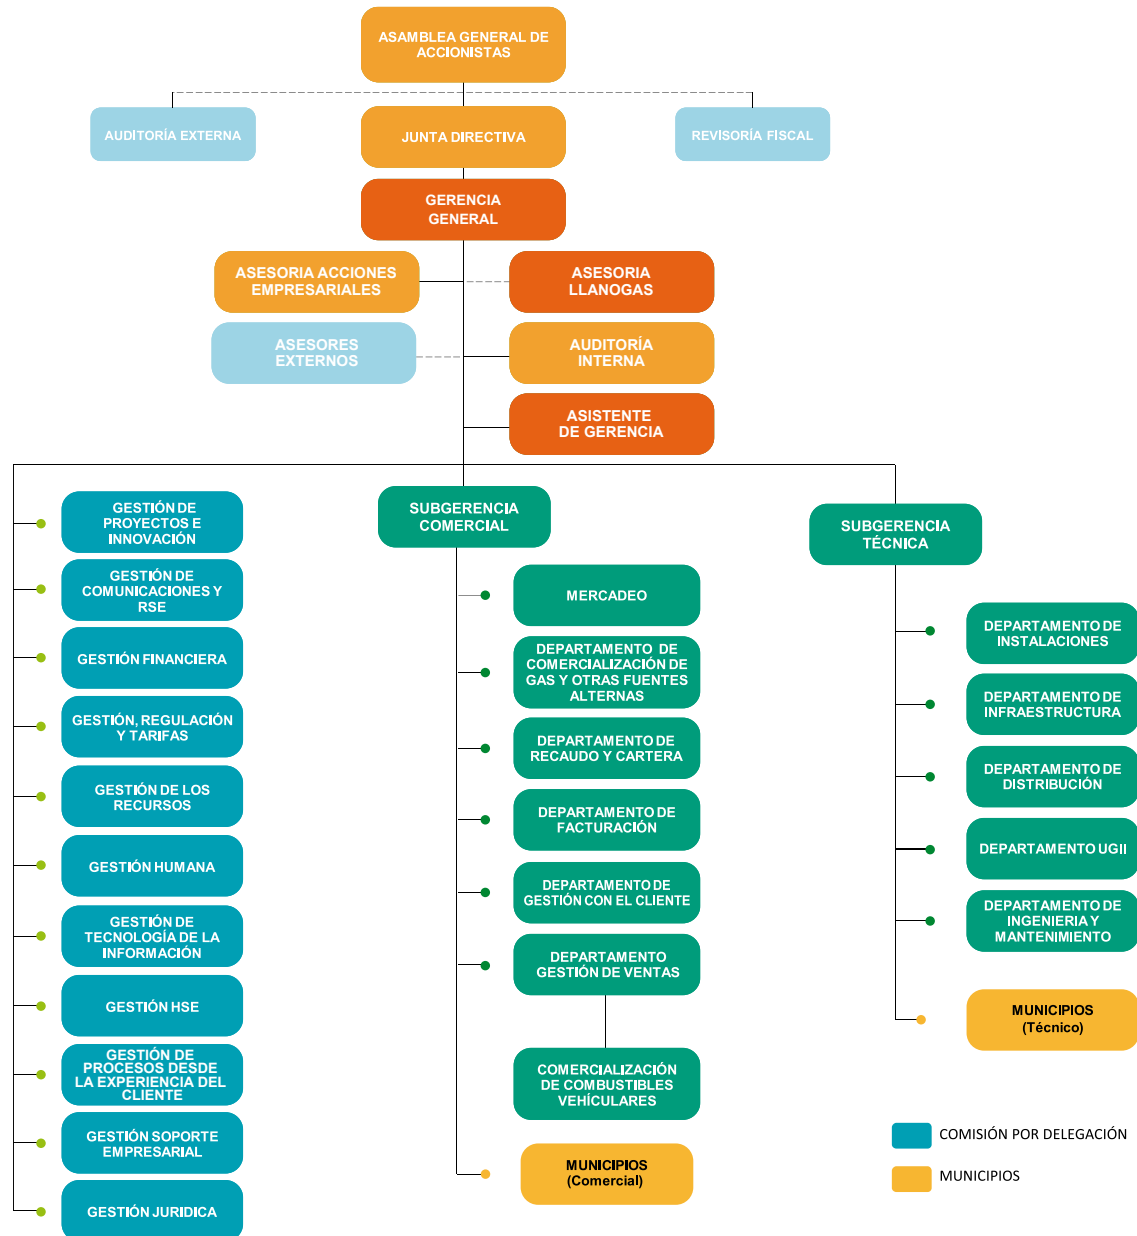 ASAMBLEA GENERAL DE
ACCIONISTAS
AUDITORÍA EXTERNA
JUNTA DIRECTIVA
REVISORÍA FISCAL
GERENCIA
GENERAL
ASESORIA ACCIONES
EMPRESARIALES
ASESORIA
LLANOGAS
ASESORES
EXTERNOS
AUDITORÍA
INTERNA
ASISTENTE
DE GERENCIA
GESTIÓN DE
PROYECTOS E
INNOVACIÓN
GESTIÓN DE
COMUNICACIONES Y
RSE
GESTIÓN FINANCIERA
GESTIÓN, REGULACIÓN
Y TARIFAS
GESTIÓN DE LOS
RECURSOS
GESTIÓN HUMANA
GESTIÓN DE
TECNOLOGÍA DE LA
INFORMACIÓN
GESTIÓN HSE
GESTIÓN DE
PROCESOS DESDE
LA EXPERIENCIA DEL
CLIENTE
GESTIÓN SOPORTE
EMPRESARIAL
GESTIÓN JURIDICA
SUBGERENCIA
COMERCIAL
MERCADEO
DEPARTAMENTO DE
COMERCIALIZACIÓN DE
GAS Y OTRAS FUENTES
ALTERNAS
DEPARTAMENTO DE
RECAUDO Y CARTERA
DEPARTAMENTO DE
FACTURACIÓN
DEPARTAMENTO DE
GESTIÓN CON EL CLIENTE
DEPARTAMENTO
GESTIÓN DE VENTAS
COMERCIALIZACIÓN
DE COMBUSTIBLES
VEHÍCULARES
MUNICIPIOS
(Comercial)
SUBGERENCIA
TÉCNICA
DEPARTAMENTO DE
INSTALACIONES
DEPARTAMENTO DE
INFRAESTRUCTURA
DEPARTAMENTO DE
DISTRIBUCIÓN
DEPARTAMENTO UGII
DEPARTAMENTO DE
INGENIERIA Y
MANTENIMIENTO
MUNICIPIOS
(Técnico)
COMISIÓN POR DELEGACIÓN
MUNICIPIOS